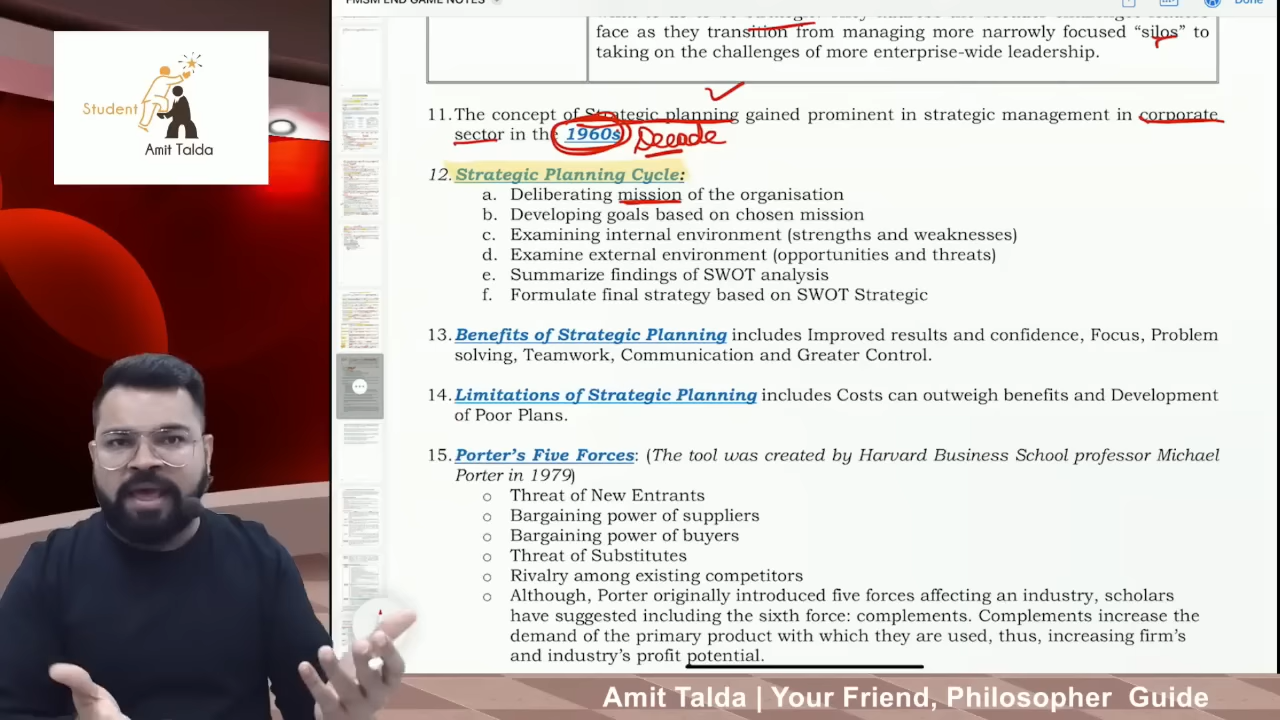 FMSM END GAME NOTES
Done
Student
Amit Talda
force as they transition from managing more narrowly focused “silos” to
taking on the challenges of more enterprise-wide leadership.
11. The concept of Strategic planning gained prominent in strategic management in corporate
sector in 1960s Decade
12. Strategic Planning Cycle:
a. Formulating mission of the organisation
b. Developing goals based on chosen mission
c. Examining internal environment (strengths and weaknesses)
d. Examine external environment (opportunities and threats)
e. Summarize findings of SWOT analysis
f. Formulate the strategy based on SWOT Strategic
Benefits of Strategic Planning includes Improved results, Focus, Problem
solving, Teamwork, Communication and Greater control.
14. Limitations of Strategic Planning includes Costs can outweigh benefits and Development
of Poor Plans.
15. Porter’s Five Forces: (The tool was created by Harvard Business School professor Michael
Porter in 1979)
o Threat of New Entrants
o Bargaining power of suppliers
o Bargaining power of buyers
o Threat of Substitutes
o Rivalry among existing competitors
o Although, Porter originally introduced five forces affecting an industry, scholars
have suggested including the sixth force: complements. Complements increase the
demand of the primary product with which they are used, thus, increasing firm’s
and industry’s profit potential.
Amit Talda | Your Friend, Philosopher Guide